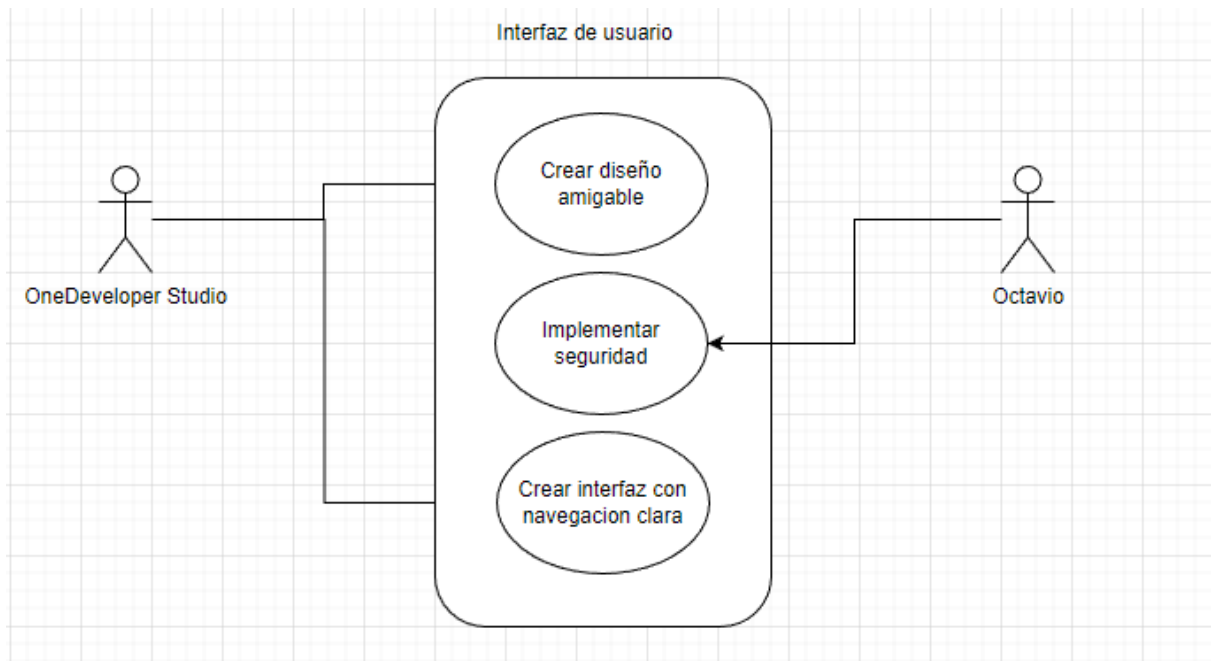 Interfaz de usuario
Crear diseño
amigable
OneDeveloper Studio
Implementar
seguridad
Octavio
Crear interfaz con
navegacion clara